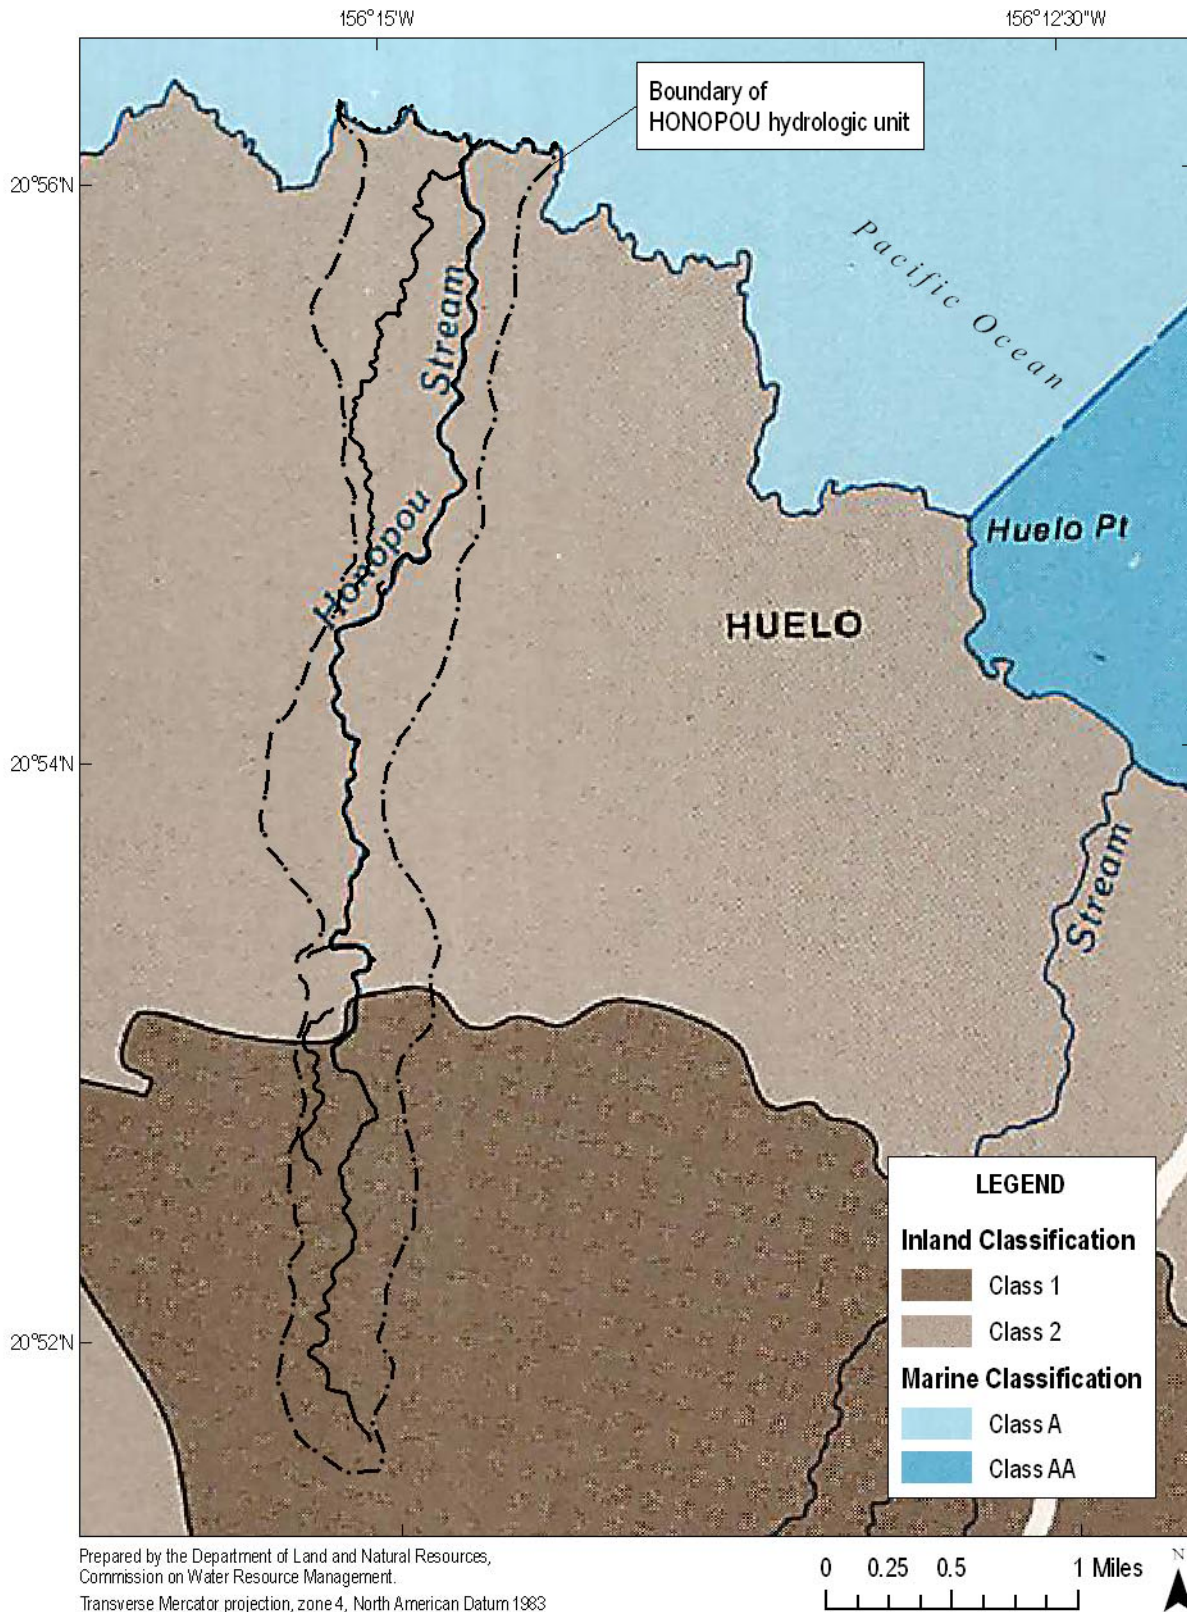 156°15'W
156°12'30"W
Boundary of
HONOPOU hydrologic unit
20°56'N
Pacific Ocean
Stream
Honopou
Huelo Pt
HUELO
20°54'N
Stream
LEGEND
Inland Classification
Class 1
Class 2
20°52'N
Marine Classification
Class A
Class AA
Prepared by the Department of Land and Natural Resources,
Commission on Water Resource Management.
Transverse Mercator projection, zone 4, North American Datum 1983
0 0.25 0.5 1 Miles
N